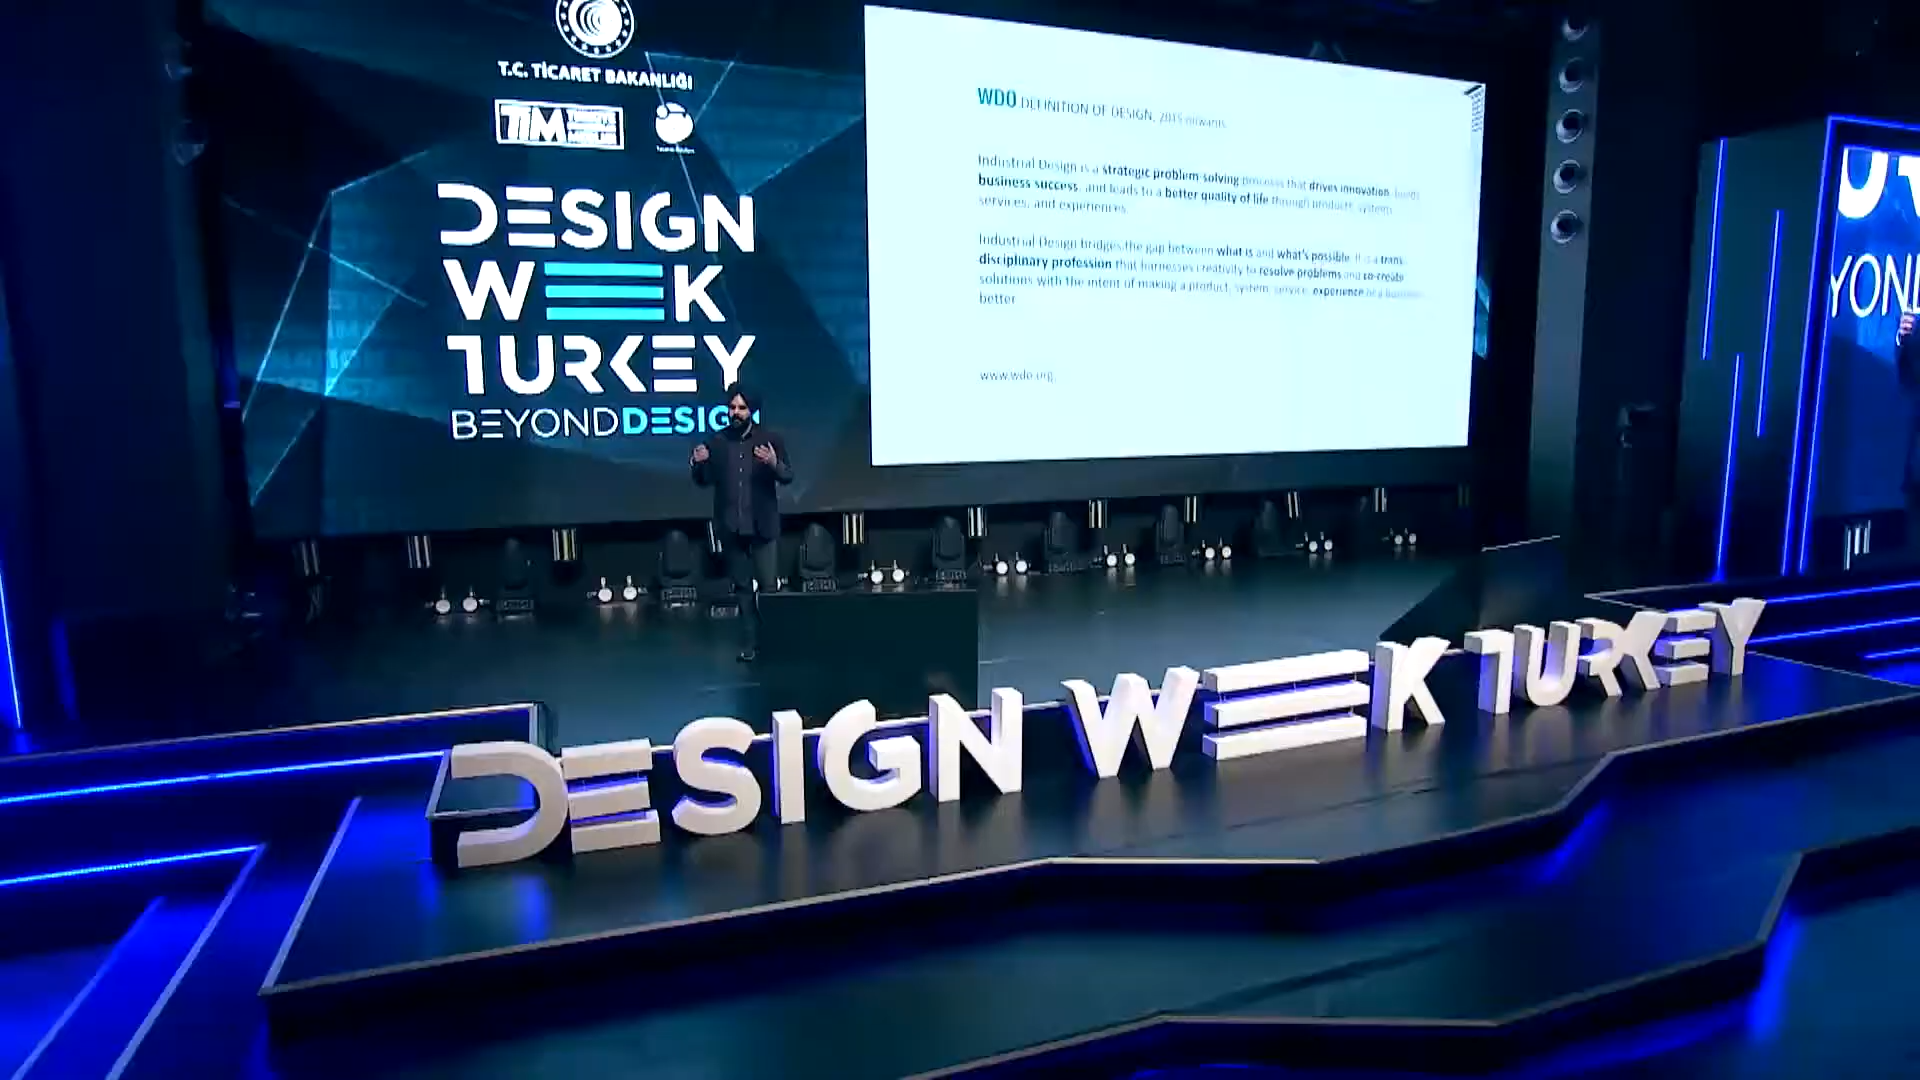 T.C. TİCARET BAKANLIĞI
TİM
DESIGN
WEEK
TURKEY
BEYONDDESIG
WDO DEFINITION OF DESIGN, 2015 onwards
Industrial Design is a strategic problem-solving process that drives innovation, builds
business success, and leads to a better quality of life through products, systems,
services, and experiences.
Industrial Design bridges the gap between what is and what's possible. It is a trans-
disciplinary profession that harnesses creativity to resolve problems and co-create
solutions with the intent of making a product, system, service, experience or a business,
better
www.wdo.org
YOND
DESIGN WEEK TURKEY